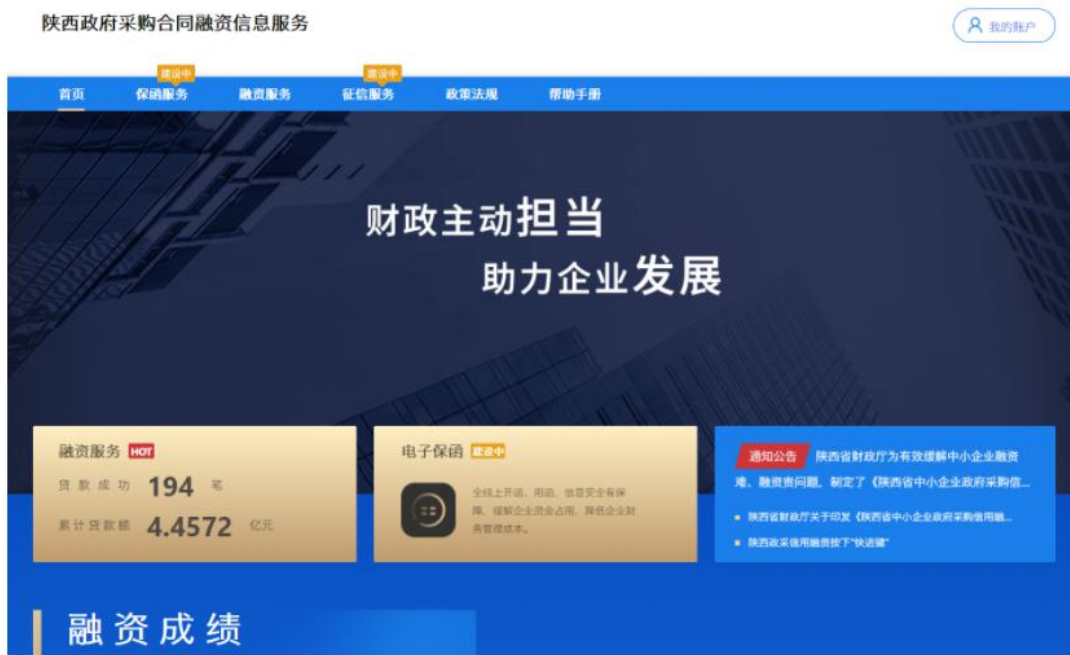 陕西政府采购合同融资信息服务
我的账户
建设中
建设中
首页 保函服务 融资服务 征信服务 政策法规 帮助手册
财政主动担当
助力企业发展
融资服务 HOT
贷款成功 194 笔
累计贷款额 4.4572 亿元
电子保函 建设中
全线上开函、用函、信息安全有保
障、缓解企业资金占用、降低企业财
务管理成本。
通知公告 陕西省财政厅为有效缓解中小企业融资
难、融资贵问题，制定了《陕西省中小企业政府采购信...
陕西省财政厅关于印发《陕西省中小企业政府采购信用融...
陕西政采信用融资按下“快进键”
融资成绩